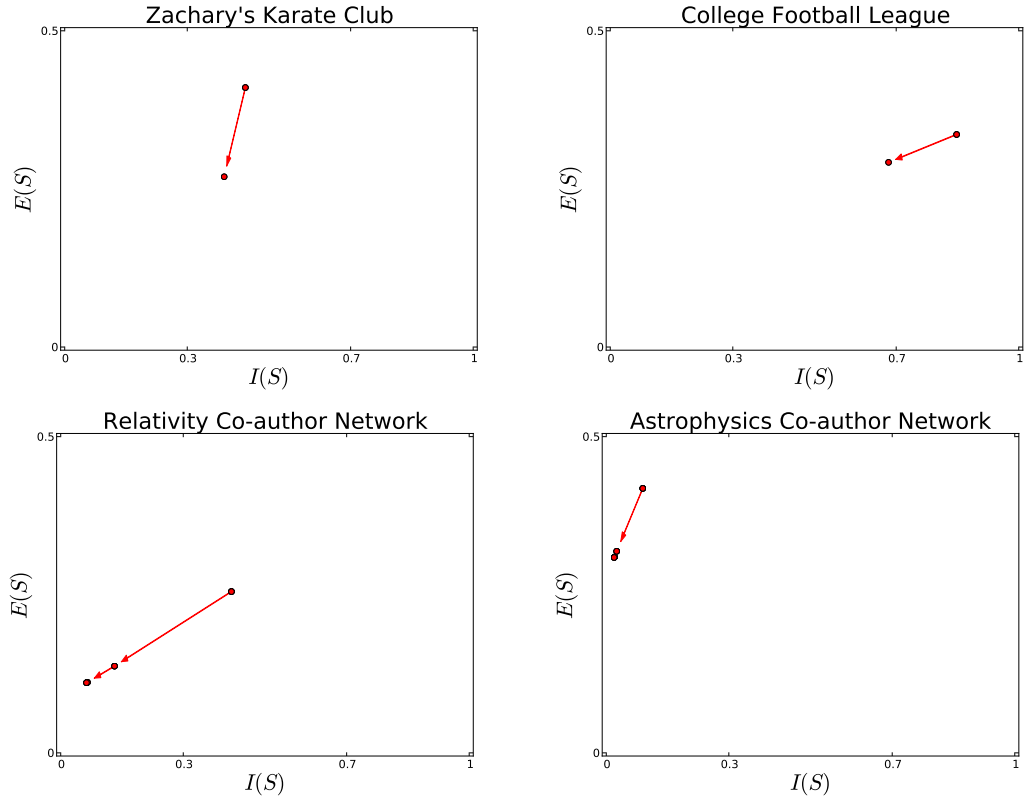 Zachary's Karate Club
0.5
E(S)
0
0 0.3 0.7 1
I(S)
College Football League
0.5
E(S)
0
0 0.3 0.7 1
I(S)
Relativity Co-author Network
0.5
E(S)
0
0 0.3 0.7 1
I(S)
Astrophysics Co-author Network
0.5
E(S)
0
0 0.3 0.7 1
I(S)